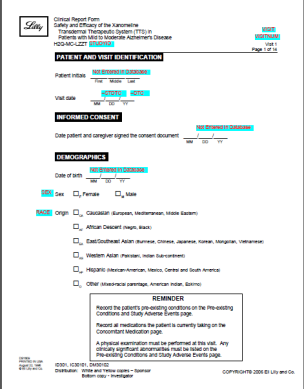 Lilly
Clinical Report Form
Safety and Efficacy of the Xanomeline
Transdermal Therapeutic System (TTS) in
Patients with Mild to Moderate Alzheimer's Disease
H2Q-MC-LZZT STUDYID
VISIT
VISITNUM
Visit 1
Page 1 of 14
PATIENT AND VISIT IDENTIFICATION
Not Entered in Database
Patient Initials
First Middle Last
Visit date
MM DD YY
INFORMED CONSENT
Not Entered in Database
Date patient and caregiver signed the consent document
MM DD YY
DEMOGRAPHICS
Not Entered in Database
Date of birth
MM DD YY
SEX Sex Female Male
RACE Origin Caucasian (European, Mediterranean, Middle Eastern)
African Descent (Negro, Black)
East/Southeast Asian (Burmese, Chinese, Japanese, Korean, Mongolian, Vietnamese)
Western Asian (Pakistani, Indian Subcontinent)
Hispanic (Mexican-American, Mexico, Central and South America)
Other (Mixed-racial parentage, American Indian, Eskimo)
REMINDER
Record the patient's pre-existing conditions on the Pre-existing
Conditions and Study Adverse Events page.
Record all medications the patient is currently taking on the
Concomitant Medication page.
A physical examination must be performed at this visit. Any
clinically significant abnormalities must be listed on the
Pre-existing Conditions and Study Adverse Events page.
PRINTED IN USA
Distribution: White and Yellow copies – Sponsor
Bottom copy - Investigator
COPYRIGHT© 2006 Eli Lilly and Co.